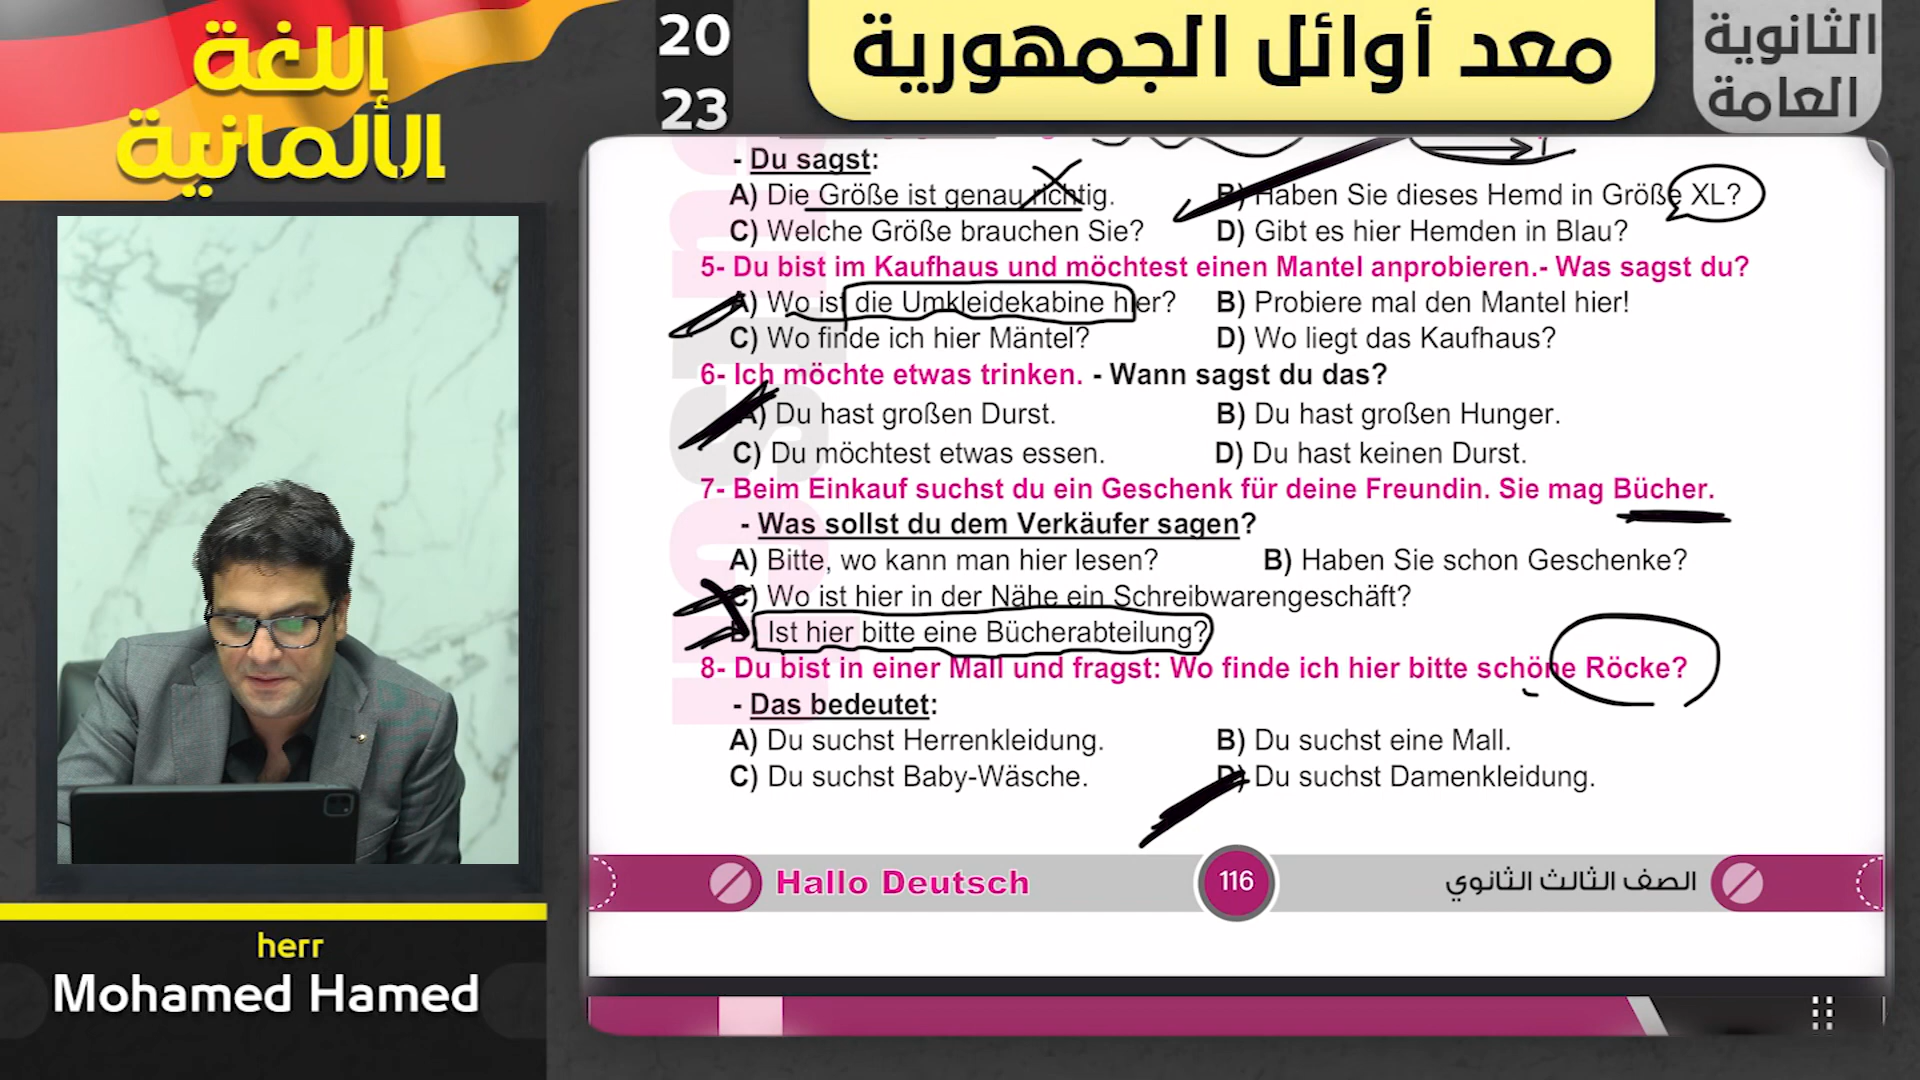 اللغة
الألمانية
20
23
معد أوائل الجمهورية
الثانوية
العامة
- Du sagst:
A) Die Größe ist genau richtig.
B) Haben Sie dieses Hemd in Größe XL?
C) Welche Größe brauchen Sie?
D) Gibt es hier Hemden in Blau?
5- Du bist im Kaufhaus und möchtest einen Mantel anprobieren.- Was sagst du?
A) Wo ist die Umkleidekabine hier?
B) Probiere mal den Mantel hier!
C) Wo finde ich hier Mäntel?
D) Wo liegt das Kaufhaus?
6- Ich möchte etwas trinken. - Wann sagst du das?
A) Du hast großen Durst.
B) Du hast großen Hunger.
C) Du möchtest etwas essen.
D) Du hast keinen Durst.
7- Beim Einkauf suchst du ein Geschenk für deine Freundin. Sie mag Bücher.
- Was sollst du dem Verkäufer sagen?
A) Bitte, wo kann man hier lesen?
B) Haben Sie schon Geschenke?
C) Wo ist hier in der Nähe ein Schreibwarengeschäft?
D) Ist hier bitte eine Bücherabteilung?
8- Du bist in einer Mall und fragst: Wo finde ich hier bitte schöne Röcke?
- Das bedeutet:
A) Du suchst Herrenkleidung.
B) Du suchst eine Mall.
C) Du suchst Baby-Wäsche.
D) Du suchst Damenkleidung.
Hallo Deutsch
116
الصف الثالث الثانوي
herr
Mohamed Hamed